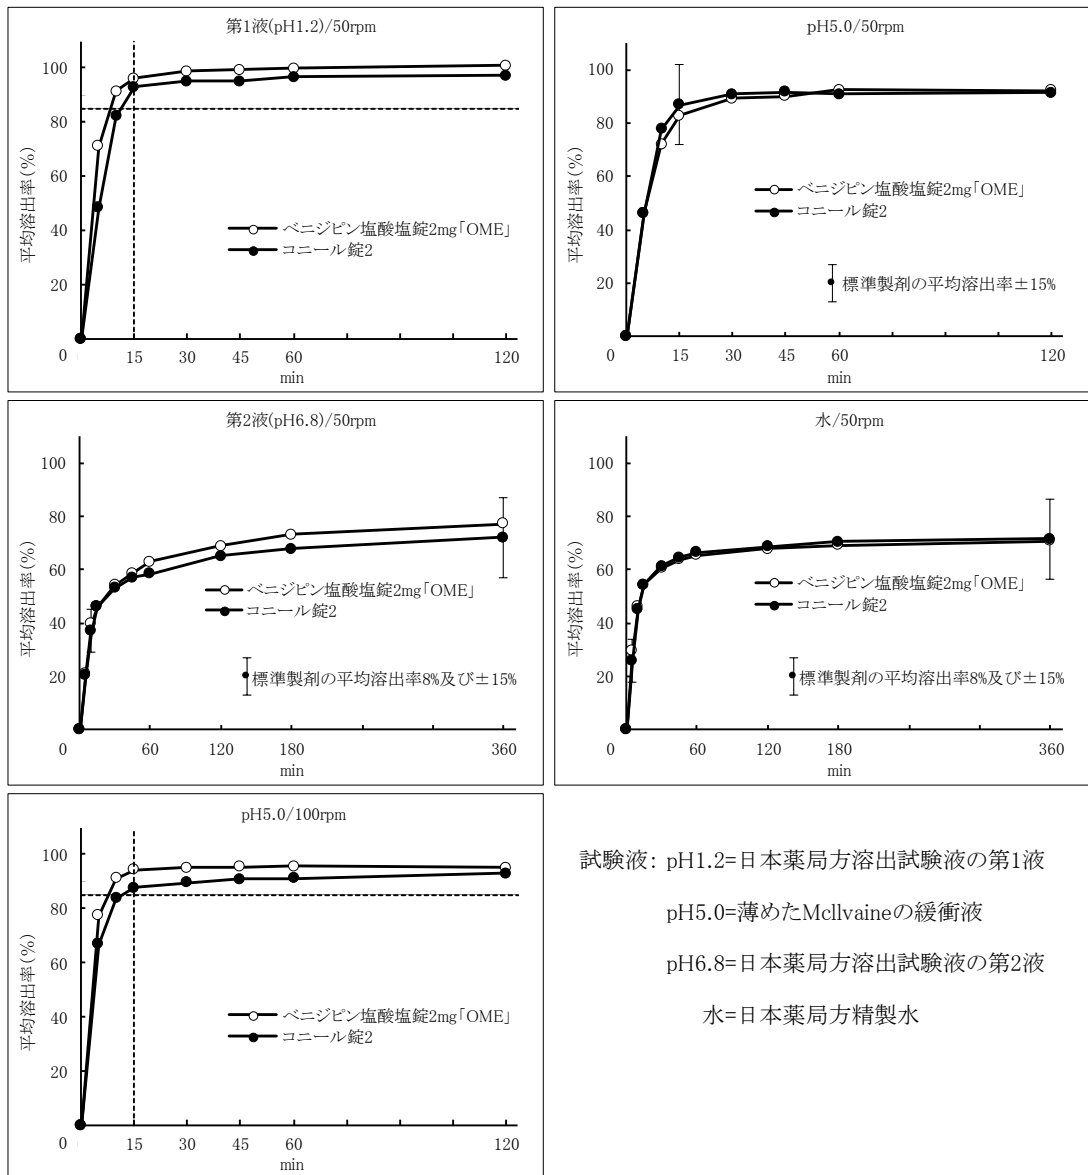 第1液(pH1.2)/50rpm
平均溶出率(%)
100
80
60
40
20
0
ベニジピン塩酸塩錠2mg「OME」
コニール錠2
15
30
45
60
120
min
pH5.0/50rpm
平均溶出率(%)
100
80
60
40
20
0
ベニジピン塩酸塩錠2mg「OME」
コニール錠2
標準製剤の平均溶出率±15%
15
30
45
60
120
min
第2液(pH6.8)/50rpm
平均溶出率(%)
100
80
60
40
20
0
ベニジピン塩酸塩錠2mg「OME」
コニール錠2
標準製剤の平均溶出率8%及び±15%
60
120
180
360
min
水/50rpm
平均溶出率(%)
100
80
60
40
20
0
ベニジピン塩酸塩錠2mg「OME」
コニール錠2
標準製剤の平均溶出率8%及び±15%
60
120
180
360
min
pH5.0/100rpm
平均溶出率(%)
100
80
60
40
20
0
ベニジピン塩酸塩錠2mg「OME」
コニール錠2
15
30
45
60
120
min
試験液: pH1.2=日本薬局方溶出試験液の第1液
pH5.0=薄めたMcllvaineの緩衝液
pH6.8=日本薬局方溶出試験液の第2液
水=日本薬局方精製水